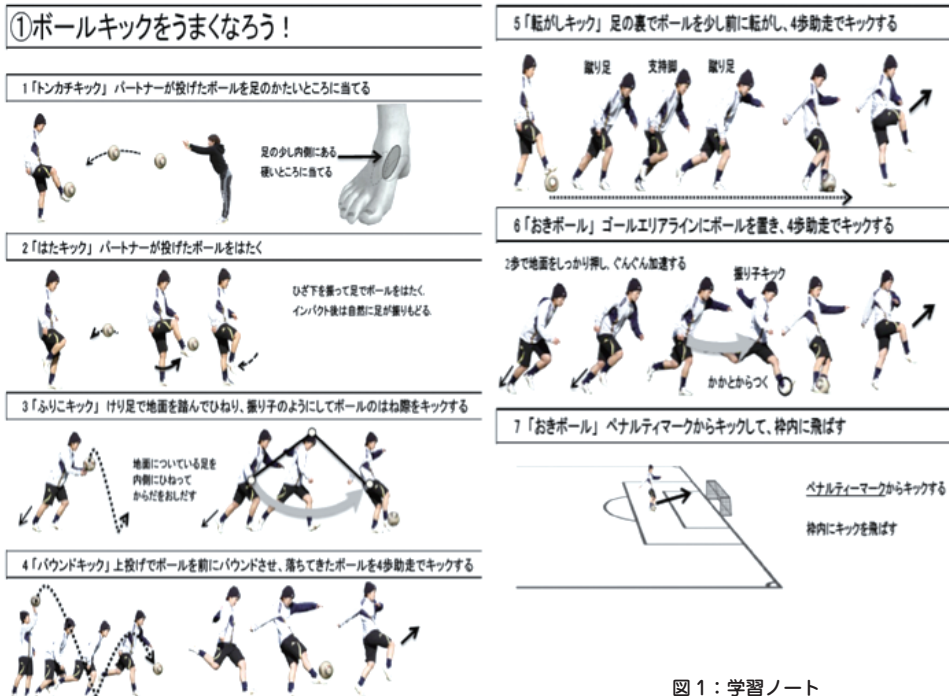 ①ボールキックをうまくなろう！
1「トンカチキック」 パートナーが投げたボールを足のかたいところに当てる
足の少し内側にある
硬いところに当てる
2「はたキック」 パートナーが投げたボールをはたく
ひざ下を振って足でボールをはたく.
インパクト後は自然に足が振りもどる.
3「ふりこキック」 けり足で地面を踏んでひねり、振り子のようにしてボールのはね際をキックする
地面についている足を
内側にひねって
からだをおしだす
4「バウンドキック」上投げでボールを前にバウンドさせ、落ちてきたボールを4歩助走でキックする
5「転がしキック」 足の裏でボールを少し前に転がし、4歩助走でキックする
蹴り足 支持脚 蹴り足
6「おきボール」 ゴールエリアラインにボールを置き、4歩助走でキックする
2歩で地面をしっかり押し、ぐんぐん加速する
振り子キック
かかとからつく
7「おきボール」 ペナルティマークからキックして、枠内に飛ばす
ペナルティーマークからキックする
枠内にキックを飛ばす
図1：学習ノート